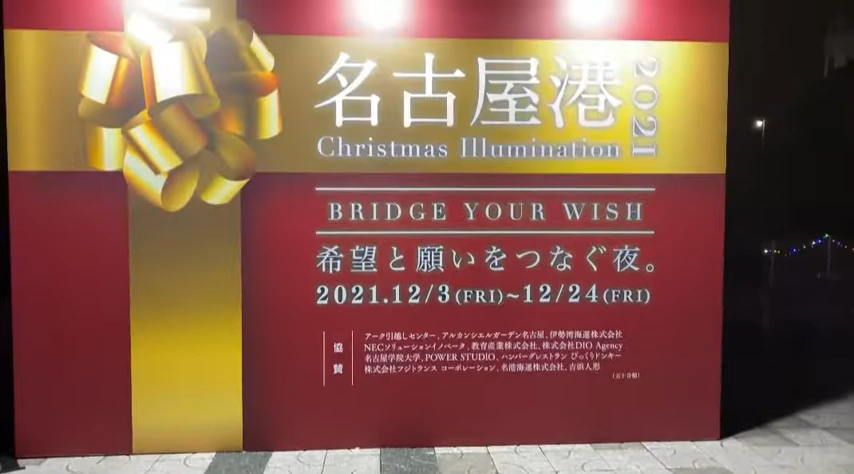 名古屋港 2021
Christmas Illumination
BRIDGE YOUR WISH
希望と願いをつなぐ夜。
2021.12/3(FRI)~12/24(FRI)
協賛
アーク引越しセンター、アルカンシエルガーデン名古屋、伊勢湾海運株式会社
NECソリューションイノベータ、教育産業株式会社、株式会社DIO Agency
名古屋学院大学、POWER STUDIO、ハンバーグレストラン びっくりドンキー
株式会社フジトランス コーポレーション、名港海運株式会社、吉浜人形
(五十音順)